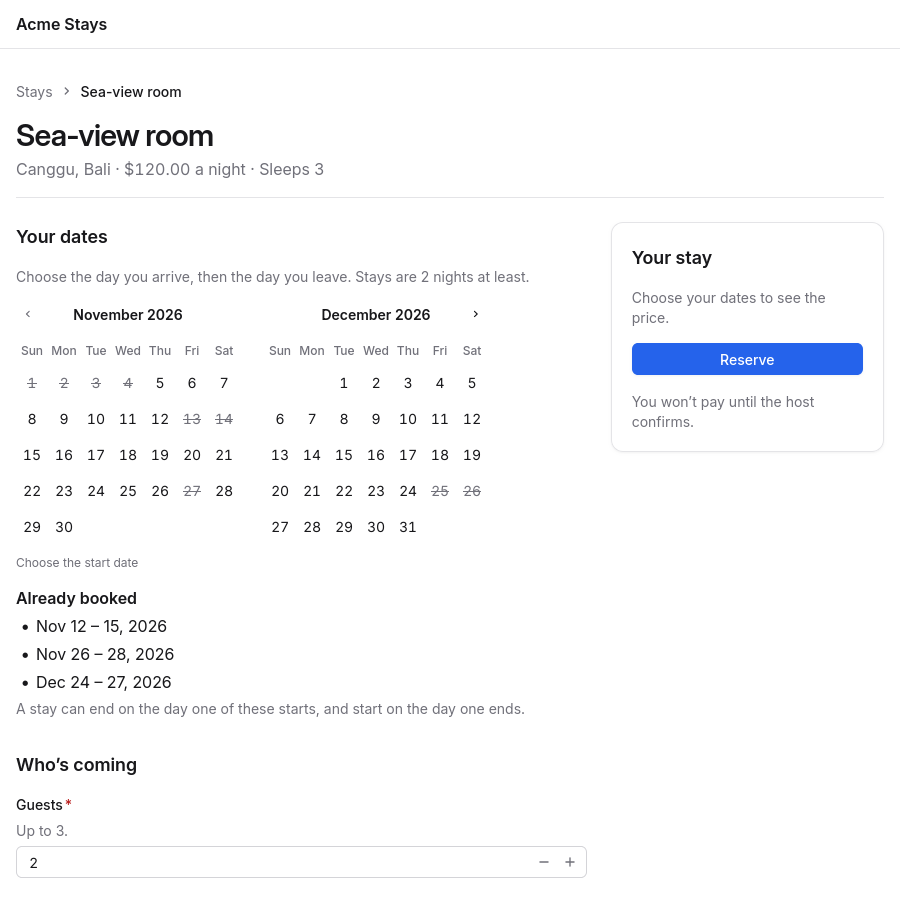 Acme Stays
Stays
Sea-view room
Sea-view room
Canggu, Bali · $120.00 a night · Sleeps 3
Your dates
Choose the day you arrive, then the day you leave. Stays are 2 nights at least.
November 2026
Sun Mon Tue Wed Thu Fri Sat
1 2 3 4 5 6 7
8 9 10 11 12 13 14
15 16 17 18 19 20 21
22 23 24 25 26 27 28
29 30
December 2026
Sun Mon Tue Wed Thu Fri Sat
1 2 3 4 5
6 7 8 9 10 11 12
13 14 15 16 17 18 19
20 21 22 23 24 25 26
27 28 29 30 31
Choose the start date
Already booked
• Nov 12 – 15, 2026
• Nov 26 – 28, 2026
• Dec 24 – 27, 2026
A stay can end on the day one of these starts, and start on the day one ends.
Who’s coming
Guests*
Up to 3.
2
Your stay
Choose your dates to see the
price.
Reserve
You won’t pay until the host
confirms.